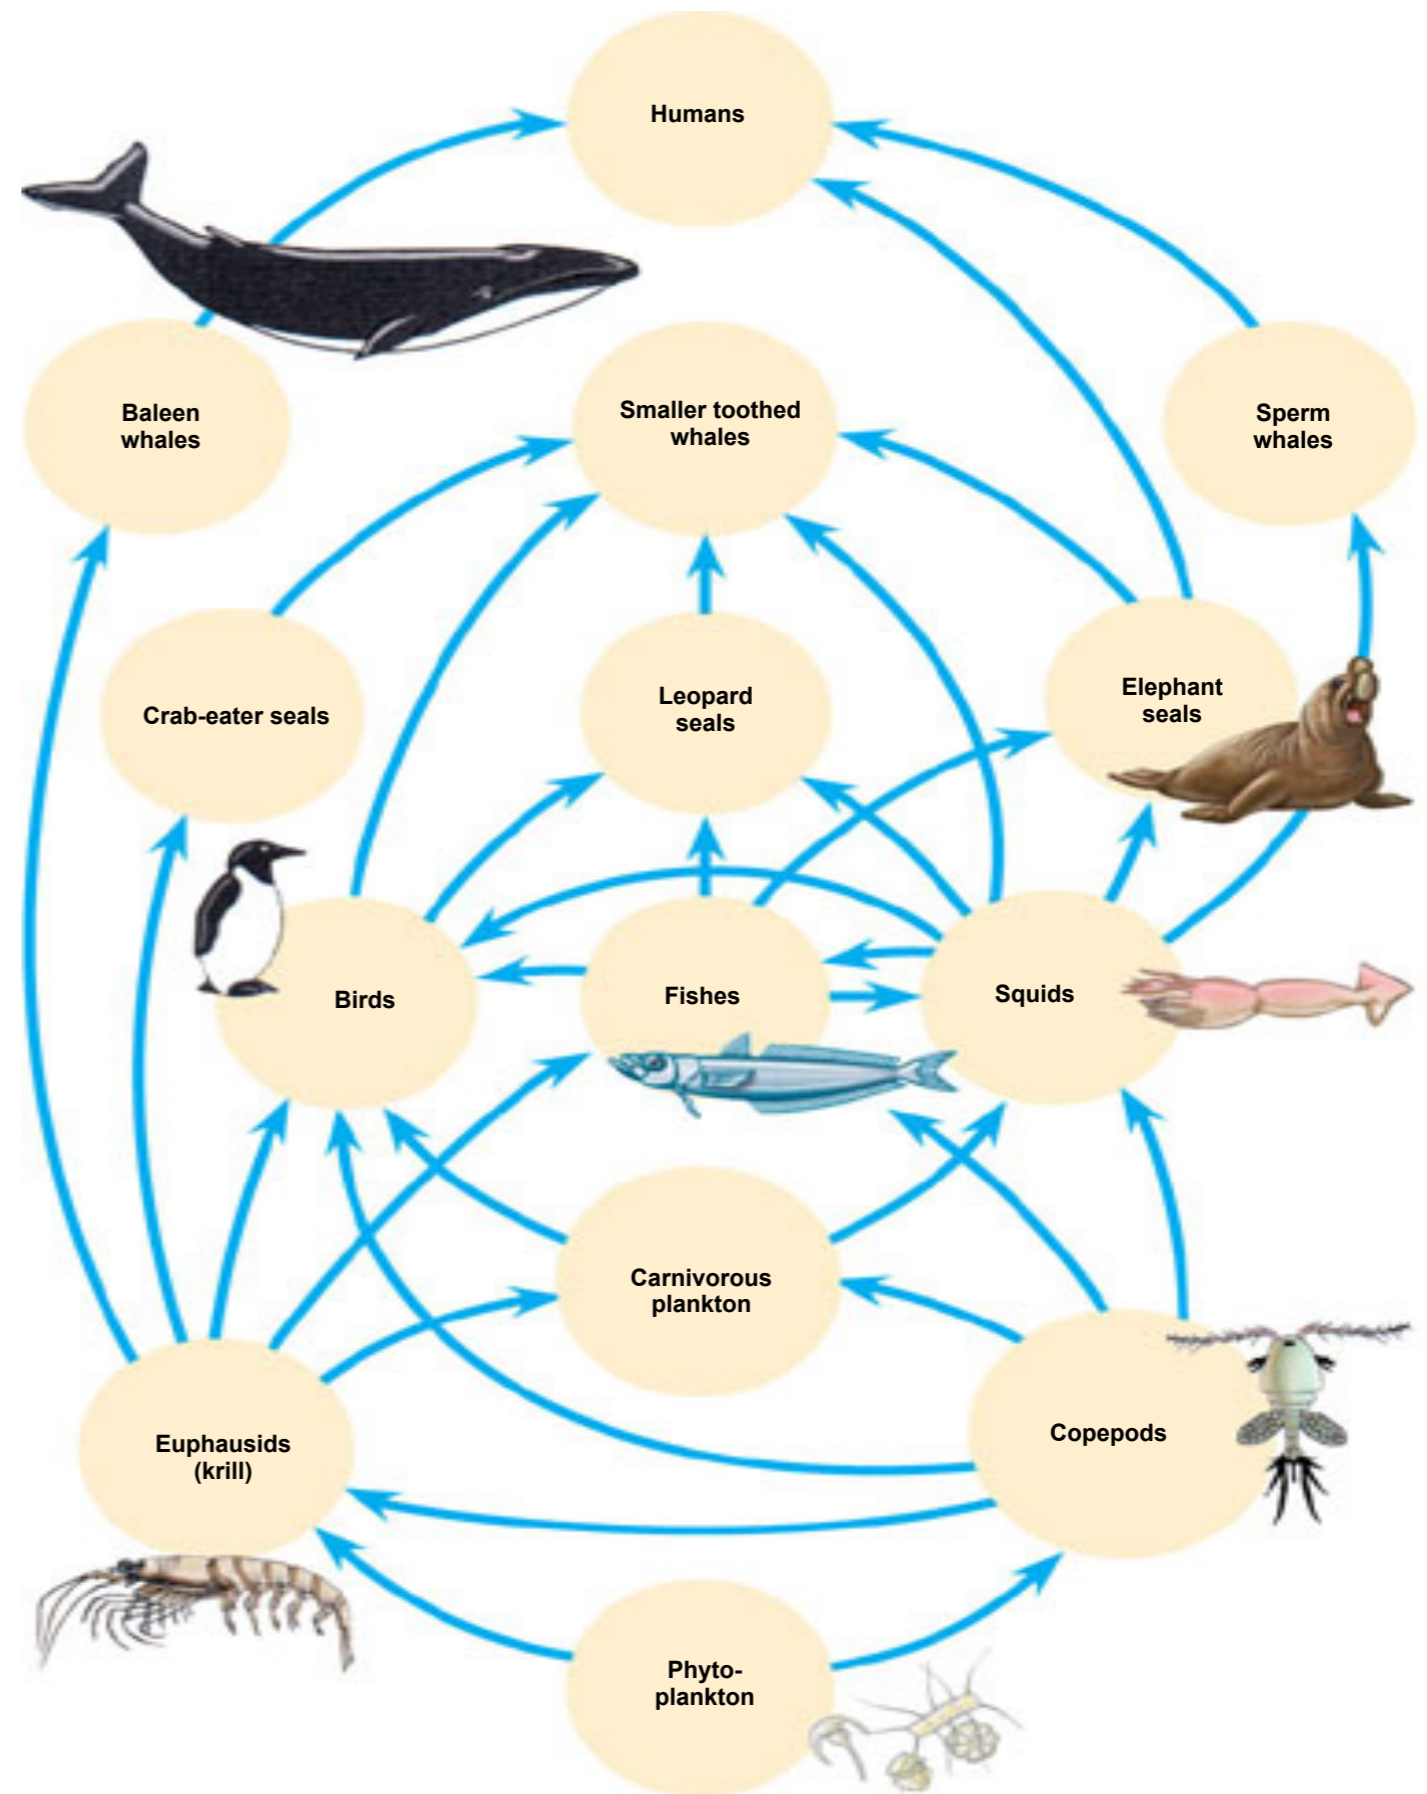 Humans
Baleen
whales
Smaller toothed
whales
Sperm
whales
Crab-eater seals
Leopard
seals
Elephant
seals
Birds
Fishes
Squids
Carnivorous
plankton
Euphausids
(krill)
Copepods
Phyto-
plankton